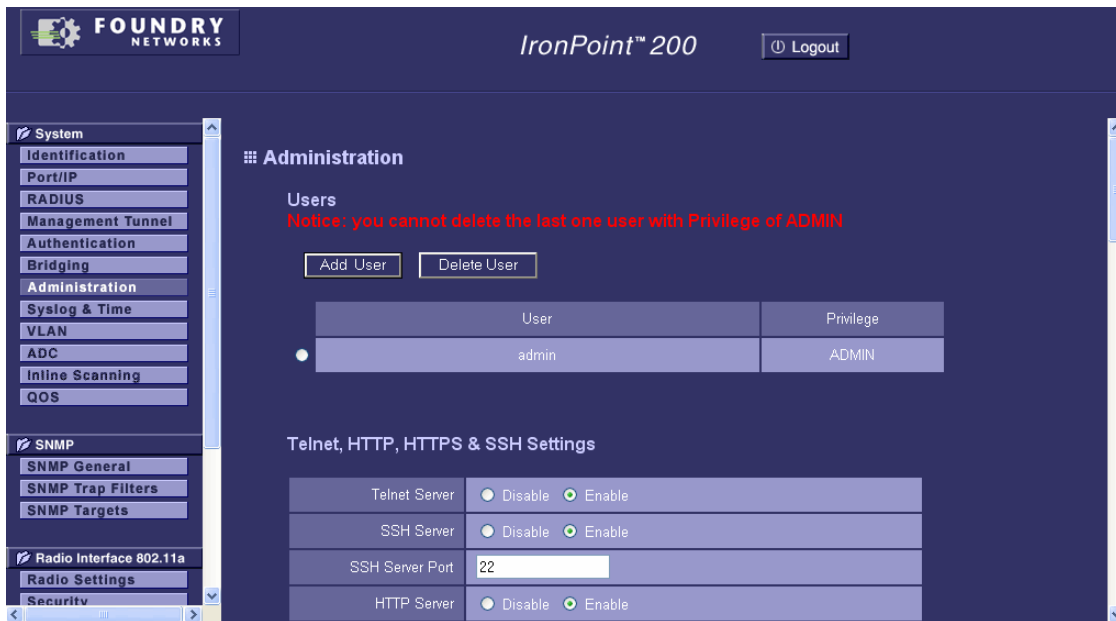 FOUNDRY
NETWORKS
IronPoint™ 200
Logout
System
Identification
Port/IP
RADIUS
Management Tunnel
Authentication
Bridging
Administration
Syslog & Time
VLAN
ADC
Inline Scanning
QOS
SNMP
SNMP General
SNMP Trap Filters
SNMP Targets
Radio Interface 802.11a
Radio Settings
Security
Administration
Users
Notice: you cannot delete the last one user with Privilege of ADMIN
Add User Delete User
User Privilege
admin ADMIN
Telnet, HTTP, HTTPS & SSH Settings
Telnet Server Disable Enable
SSH Server Disable Enable
SSH Server Port 22
HTTP Server Disable Enable